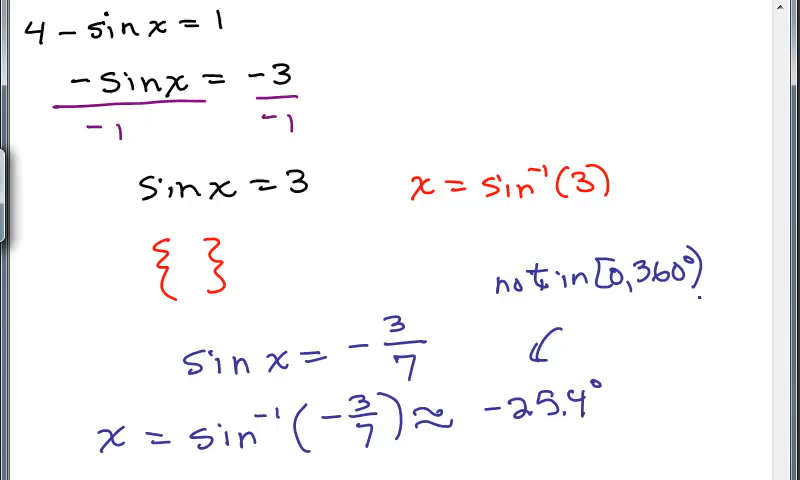 4 - sin x = 1
- sin x = -3
-1 -1
sin x = 3 x = sin⁻¹(3)
{ }
not in [0, 360°)
sin x = - 3/7
x = sin⁻¹(- 3/7) ≈ -25.4°